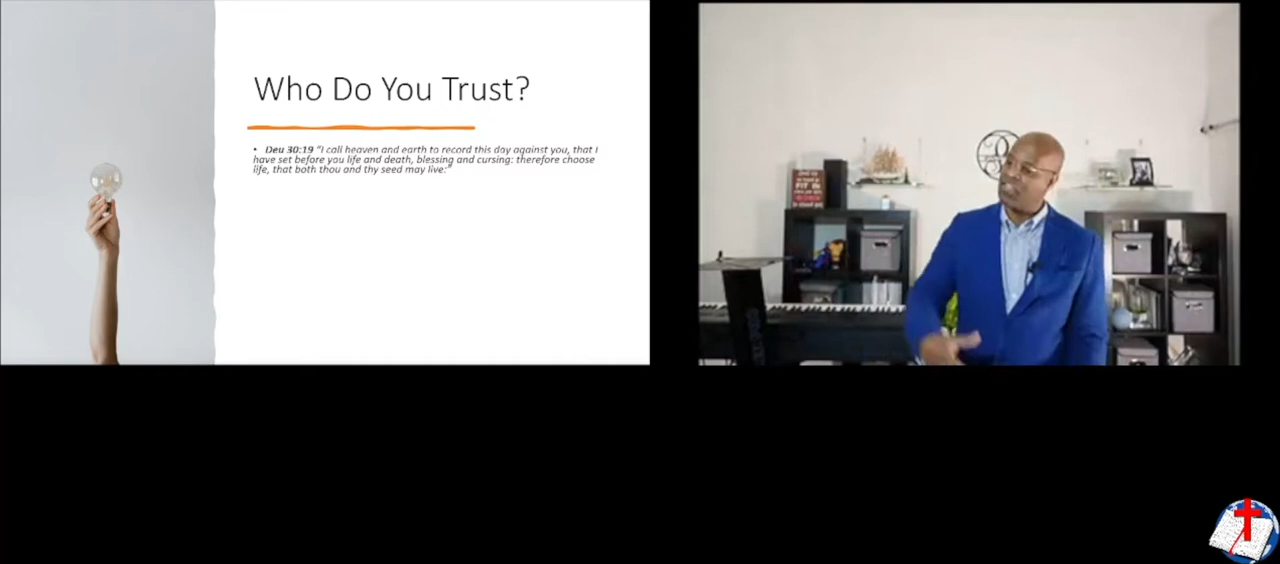 Who Do You Trust?
• Deu 30:19 "I call heaven and earth to record this day against you, that I
have set before you life and death, blessing and cursing: therefore choose
life, that both thou and thy seed may live:"
FIT IN